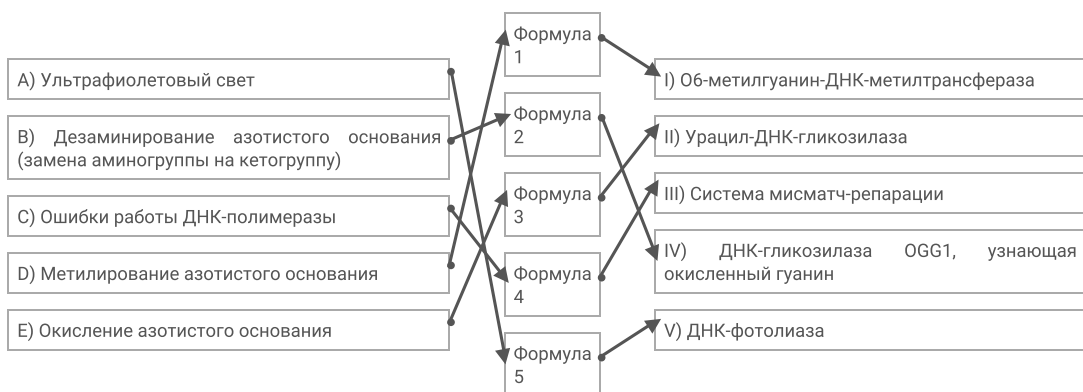 A) Ультрафиолетовый свет
B) Дезаминирование азотистого основания
(замена аминогруппы на кетогруппу)
C) Ошибки работы ДНК-полимеразы
D) Метилирование азотистого основания
E) Окисление азотистого основания
Формула
1
Формула
2
Формула
3
Формула
4
Формула
5
I) О6-метилгуанин-ДНК-метилтрансфераза
II) Урацил-ДНК-гликозилаза
III) Система мисматч-репарации
IV) ДНК-гликозилаза OGG1, узнающая
окисленный гуанин
V) ДНК-фотолиаза